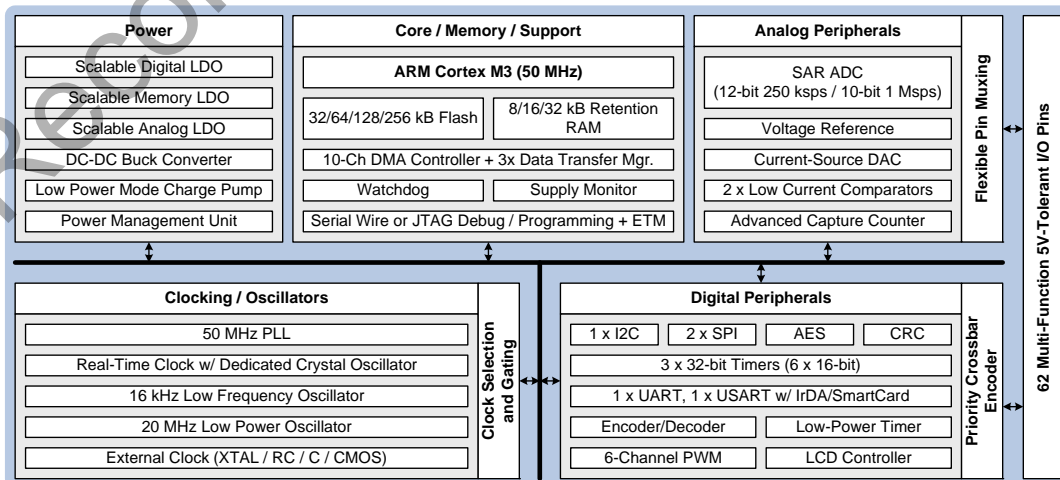 Power
Scalable Digital LDO
Scalable Memory LDO
Scalable Analog LDO
DC-DC Buck Converter
Low Power Mode Charge Pump
Power Management Unit
Core / Memory / Support
ARM Cortex M3 (50 MHz)
32/64/128/256 kB Flash
8/16/32 kB Retention
RAM
10-Ch DMA Controller + 3x Data Transfer Mgr.
Watchdog
Supply Monitor
Serial Wire or JTAG Debug / Programming + ETM
Analog Peripherals
SAR ADC
(12-bit 250 ksps / 10-bit 1 Msps)
Voltage Reference
Current-Source DAC
2 x Low Current Comparators
Advanced Capture Counter
Flexible Pin Muxing
62 Multi-Function 5V-Tolerant I/O Pins
Clocking / Oscillators
50 MHz PLL
Real-Time Clock w/ Dedicated Crystal Oscillator
16 kHz Low Frequency Oscillator
20 MHz Low Power Oscillator
External Clock (XTAL / RC / C / CMOS)
Clock Selection
and Gating
Digital Peripherals
1 x I2C
2 x SPI
AES
CRC
3 x 32-bit Timers (6 x 16-bit)
1 x UART, 1 x USART w/ IrDA/SmartCard
Encoder/Decoder
Low-Power Timer
6-Channel PWM
LCD Controller
Priority Crossbar
Encoder